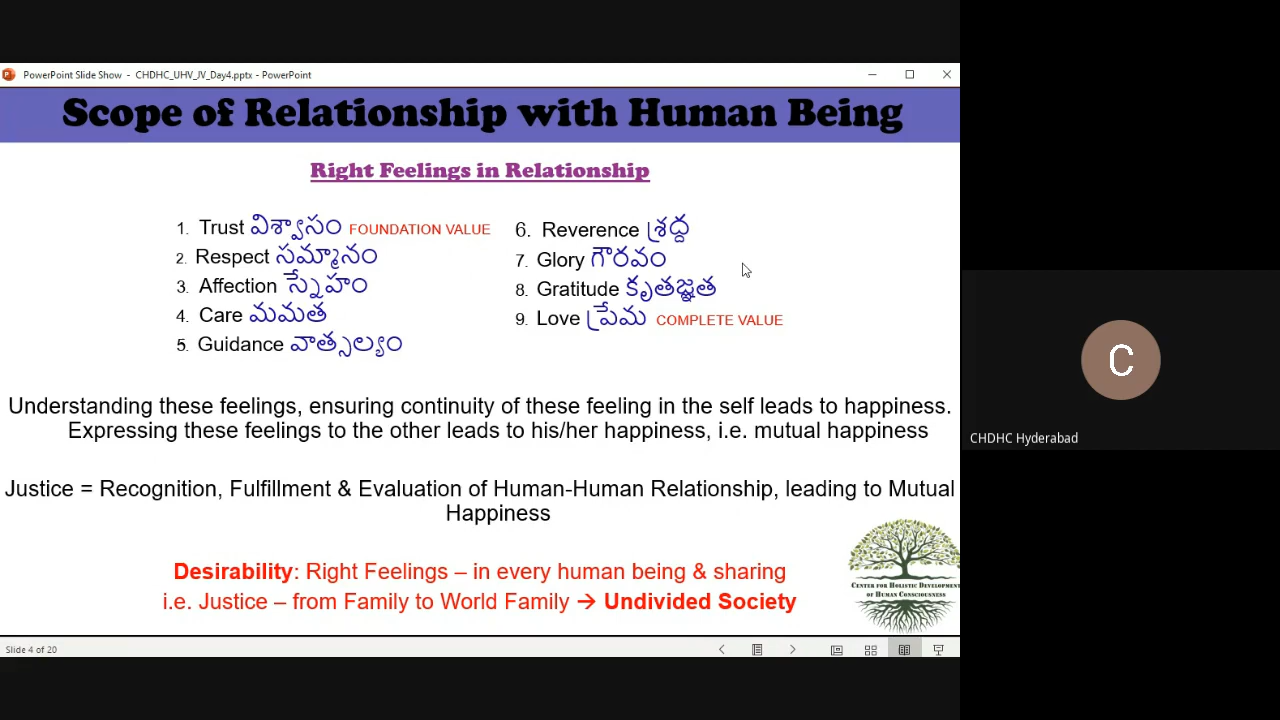 PowerPoint Slide Show - CHDHC_UHV_JV_Day4.pptx - PowerPoint
Scope of Relationship with Human Being
Right Feelings in Relationship
1. Trust విశ్వాసం FOUNDATION VALUE
2. Respect సమ్మానం
3. Affection స్నేహం
4. Care మమత
5. Guidance వాత్సల్యం
6. Reverence శ్రద్ధ
7. Glory గౌరవం
8. Gratitude కృతజ్ఞత
9. Love ప్రేమ COMPLETE VALUE
Understanding these feelings, ensuring continuity of these feeling in the self leads to happiness.
Expressing these feelings to the other leads to his/her happiness, i.e. mutual happiness
Justice = Recognition, Fulfillment & Evaluation of Human-Human Relationship, leading to Mutual
Happiness
Desirability: Right Feelings – in every human being & sharing
i.e. Justice – from Family to World Family → Undivided Society
CENTER FOR HOLISTIC DEVELOPMENT
OF HUMAN CONSCIOUSNESS
Slide 4 of 20
C
CHDHC Hyderabad